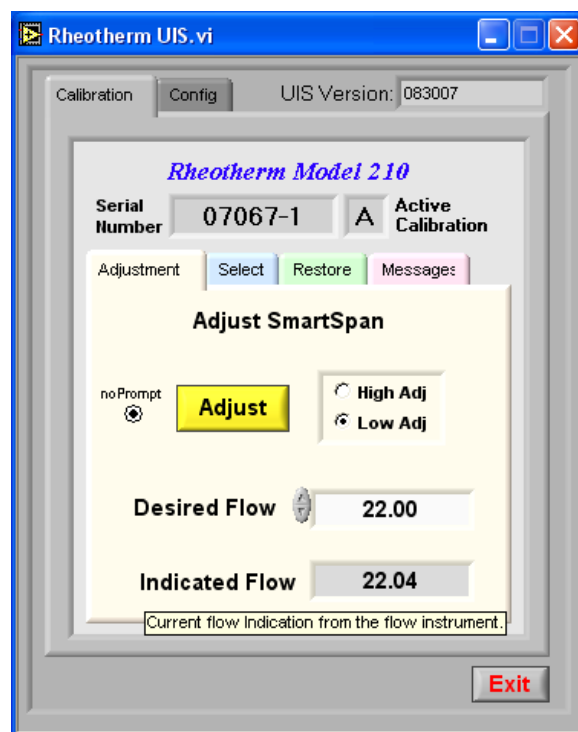 Rheotherm UIS.vi
Calibration Config UIS Version: 083007
Rheotherm Model 210
Serial Number 07067-1 A Active Calibration
Adjustment Select Restore Messages
Adjust SmartSpan
noPrompt Adjust High Adj
Low Adj
Desired Flow 22.00
Indicated Flow 22.04
Current flow Indication from the flow instrument.
Exit